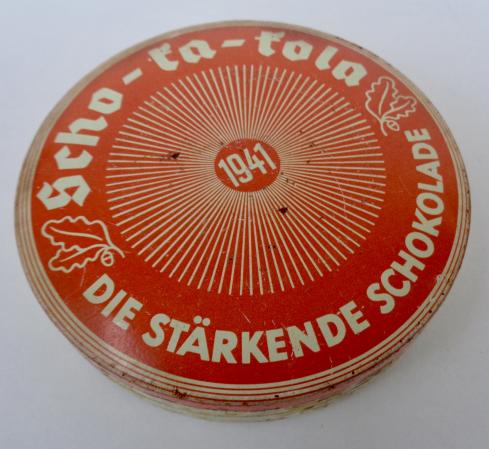 Scho-ka-kola
1941
DIE STÄRKENDE SCHOKOLADE